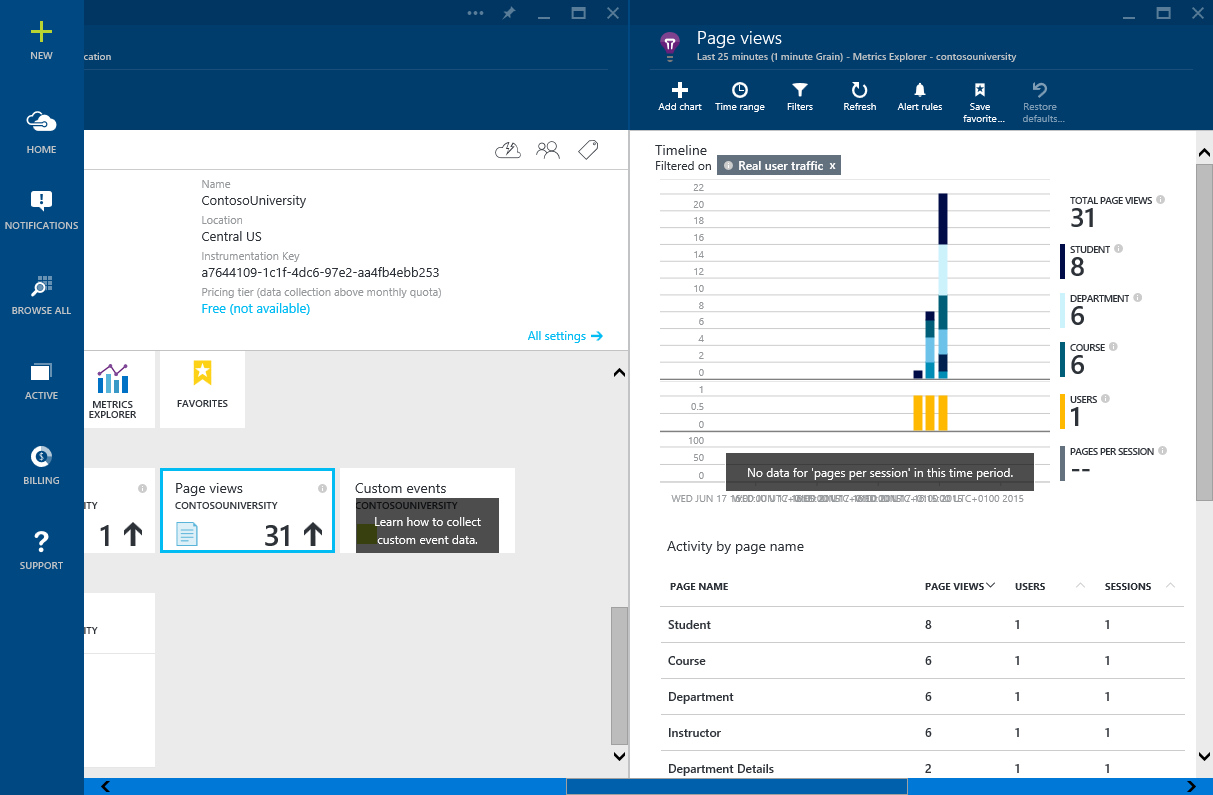 NEW
HOME
NOTIFICATIONS
BROWSE ALL
ACTIVE
BILLING
SUPPORT
cation
Name
ContosoUniversity
Location
Central US
Instrumentation Key
a7644109-1c1f-4dc6-97e2-aa4fb4ebb253
Pricing tier (data collection above monthly quota)
Free (not available)
All settings
METRICS
EXPLORER
FAVORITES
ITY
1
Page views
CONTOSOUNIVERSITY
31
Custom events
CONTOSOUNIVERSITY
Learn how to collect
custom event data.
ITY
Page views
Last 25 minutes (1 minute Grain) - Metrics Explorer - contosouniversity
Add chart
Time range
Filters
Refresh
Alert rules
Save
favorite...
Restore
defaults...
Timeline
Filtered on
Real user traffic x
22
20
18
16
14
12
10
8
6
4
2
0
1
0.5
0
100
50
0
No data for 'pages per session' in this time period.
WED JUN 17
2015
TOTAL PAGE VIEWS
31
STUDENT
8
DEPARTMENT
6
COURSE
6
USERS
1
PAGES PER SESSION
--
Activity by page name
PAGE NAME PAGE VIEWS USERS SESSIONS
Student 8 1 1
Course 6 1 1
Department 6 1 1
Instructor 6 1 1
Department Details 2 1 1